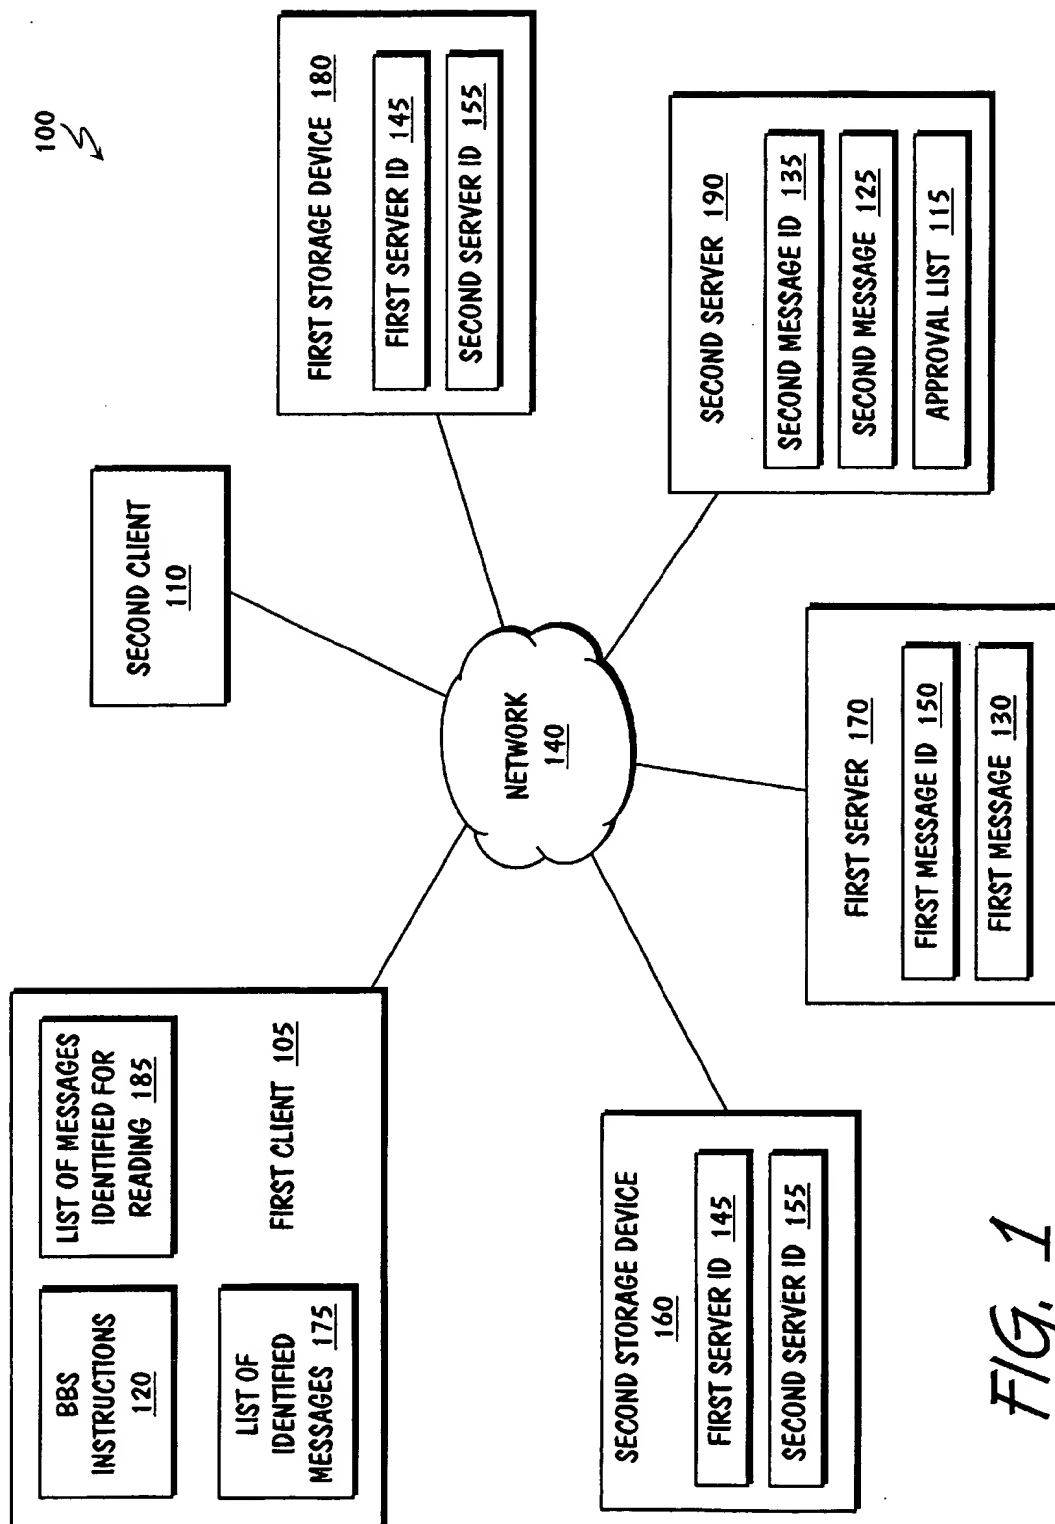 100
BBS
INSTRUCTIONS
120
LIST OF MESSAGES
IDENTIFIED FOR
READING 185
LIST OF
IDENTIFIED
MESSAGES 175
FIRST CLIENT 105
SECOND CLIENT
110
FIRST STORAGE DEVICE 180
FIRST SERVER ID 145
SECOND SERVER ID 155
NETWORK
140
SECOND STORAGE DEVICE
160
FIRST SERVER ID 145
SECOND SERVER ID 155
FIRST SERVER 170
FIRST MESSAGE ID 150
FIRST MESSAGE 130
SECOND SERVER 190
SECOND MESSAGE ID 135
SECOND MESSAGE 125
APPROVAL LIST 115
FIG. 1